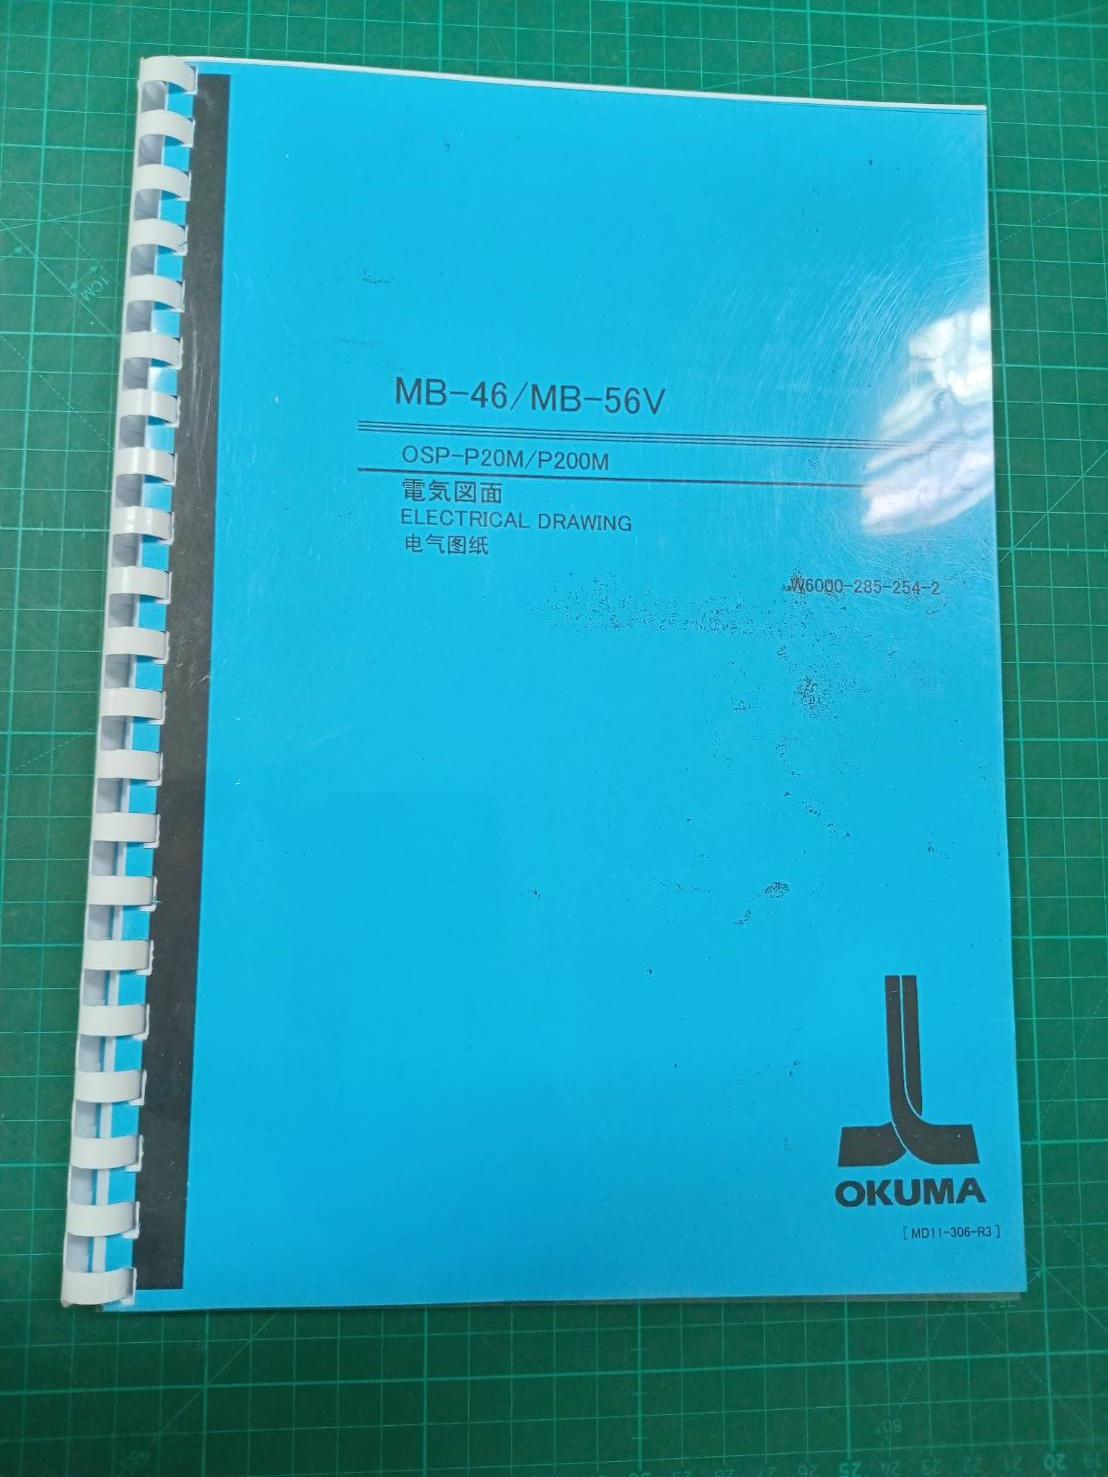 MB-46/MB-56V
OSP-P20M/P200M
電気図面
ELECTRICAL DRAWING
电气图纸
W6000-285-254-2
OKUMA
[MD11-306-R3]
1CM